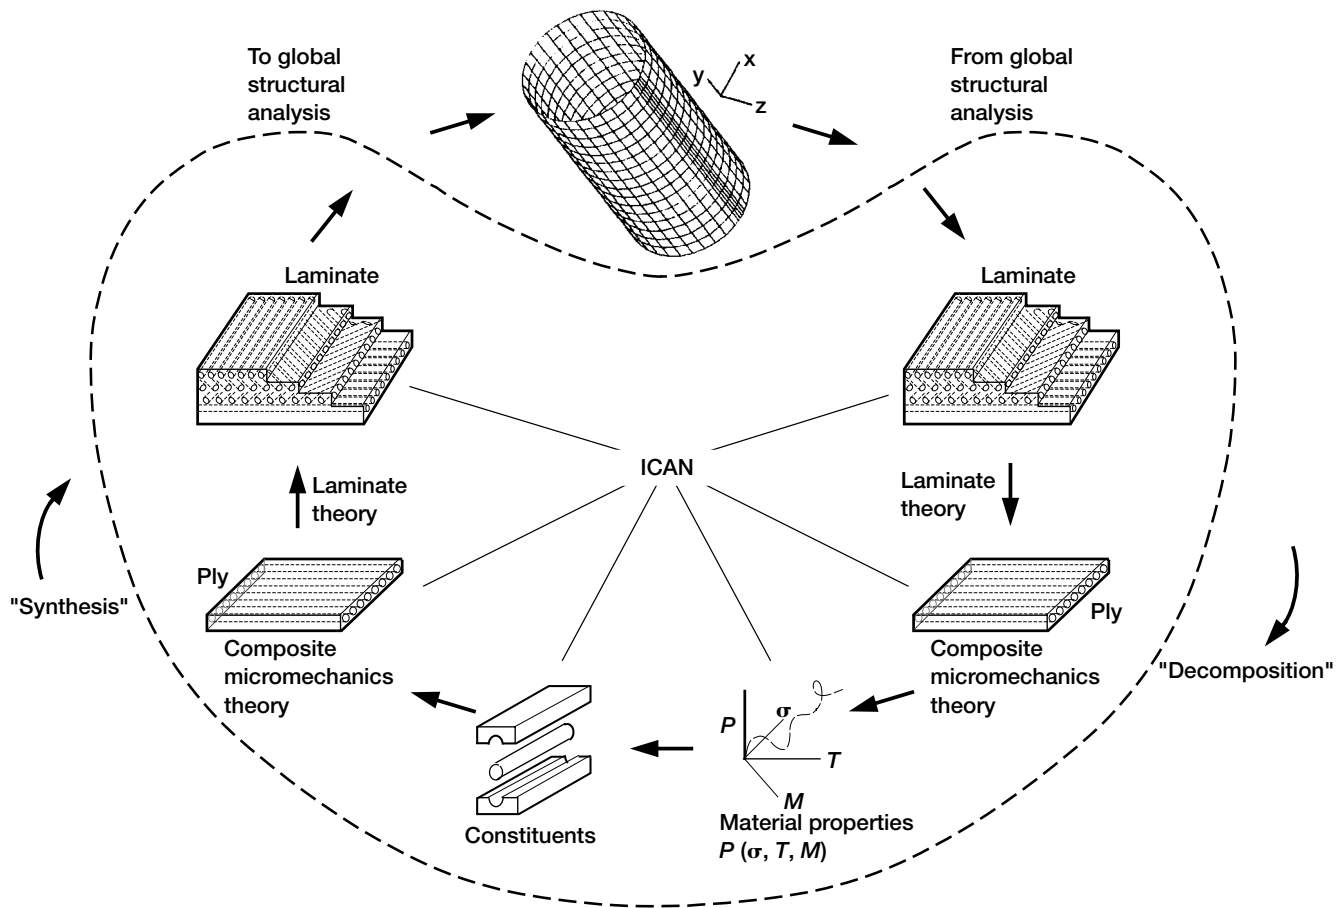 To global
structural
analysis
x
y
z
From global
structural
analysis
Laminate
Laminate
ICAN
Laminate
theory
Laminate
theory
"Synthesis"
Ply
Composite
micromechanics
theory
Ply
Composite
micromechanics
theory
"Decomposition"
P
σ
T
M
Constituents
Material properties
P (σ, T, M)